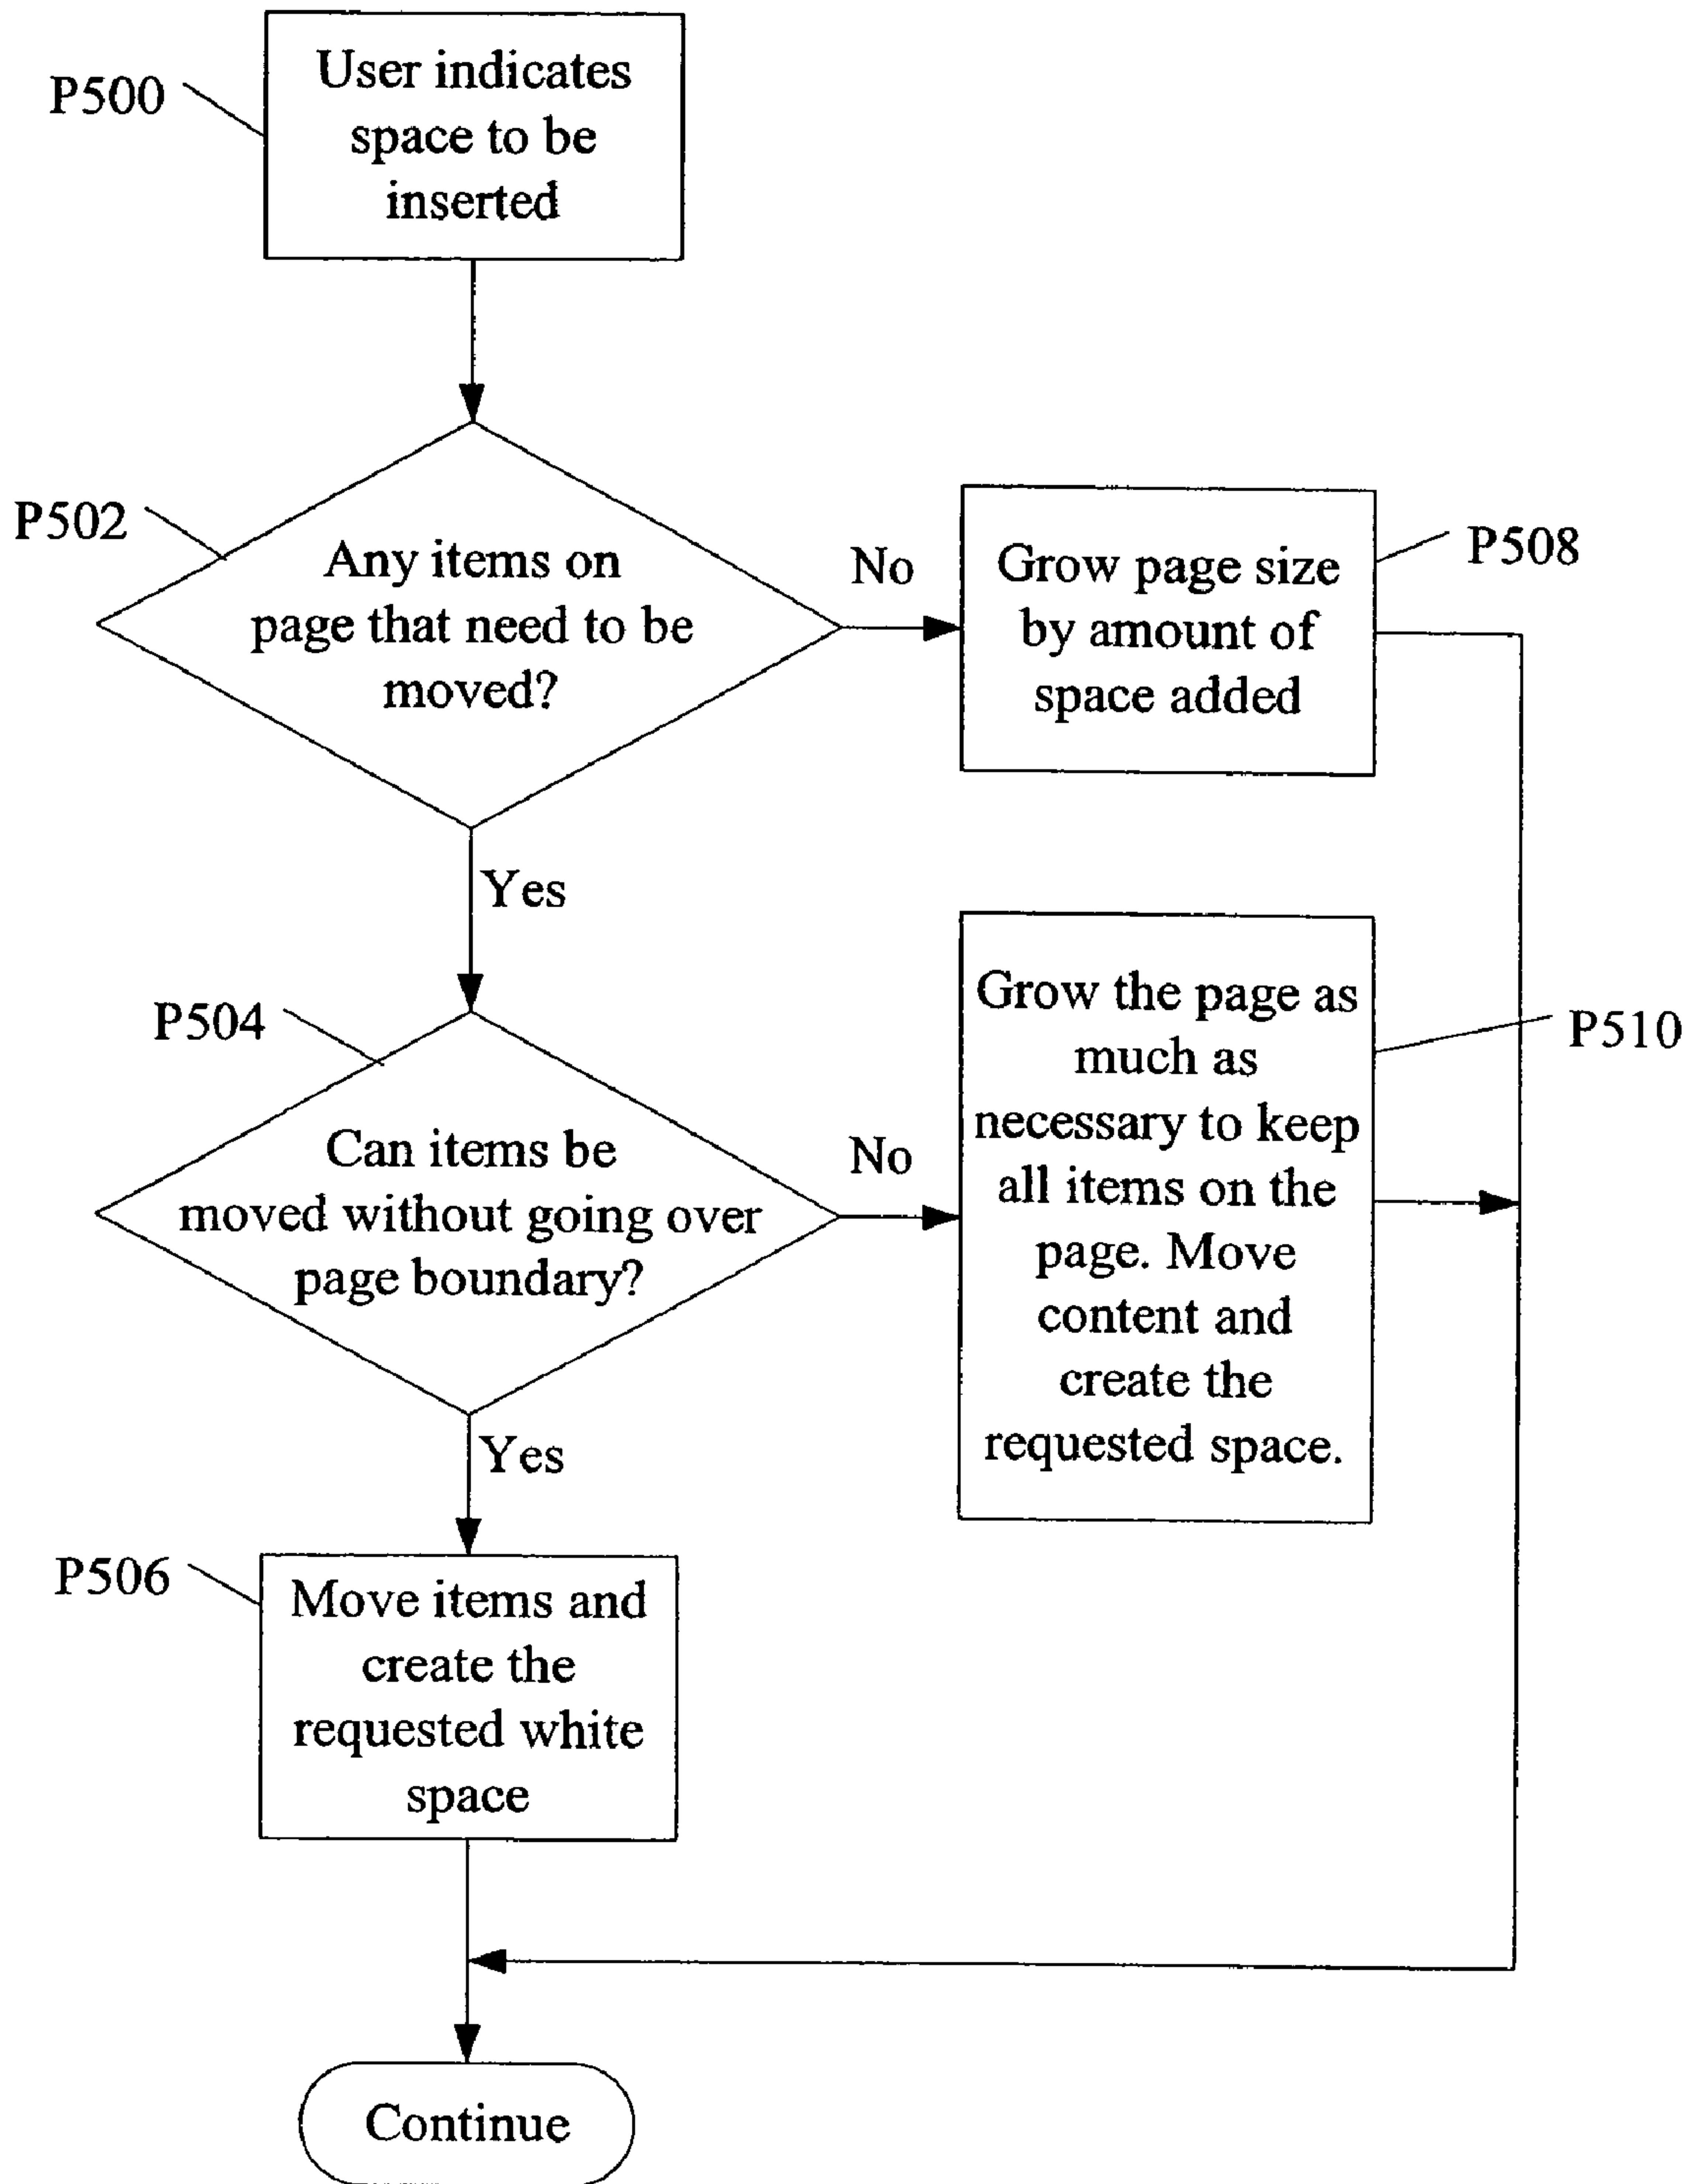 P500
User indicates
space to be
inserted
P502
Any items on
page that need to be
moved?
No
Grow page size
by amount of
space added
P508
Yes
P504
Can items be
moved without going over
page boundary?
No
Grow the page as
much as
necessary to keep
all items on the
page. Move
content and
create the
requested space.
P510
Yes
P506
Move items and
create the
requested white
space
Continue